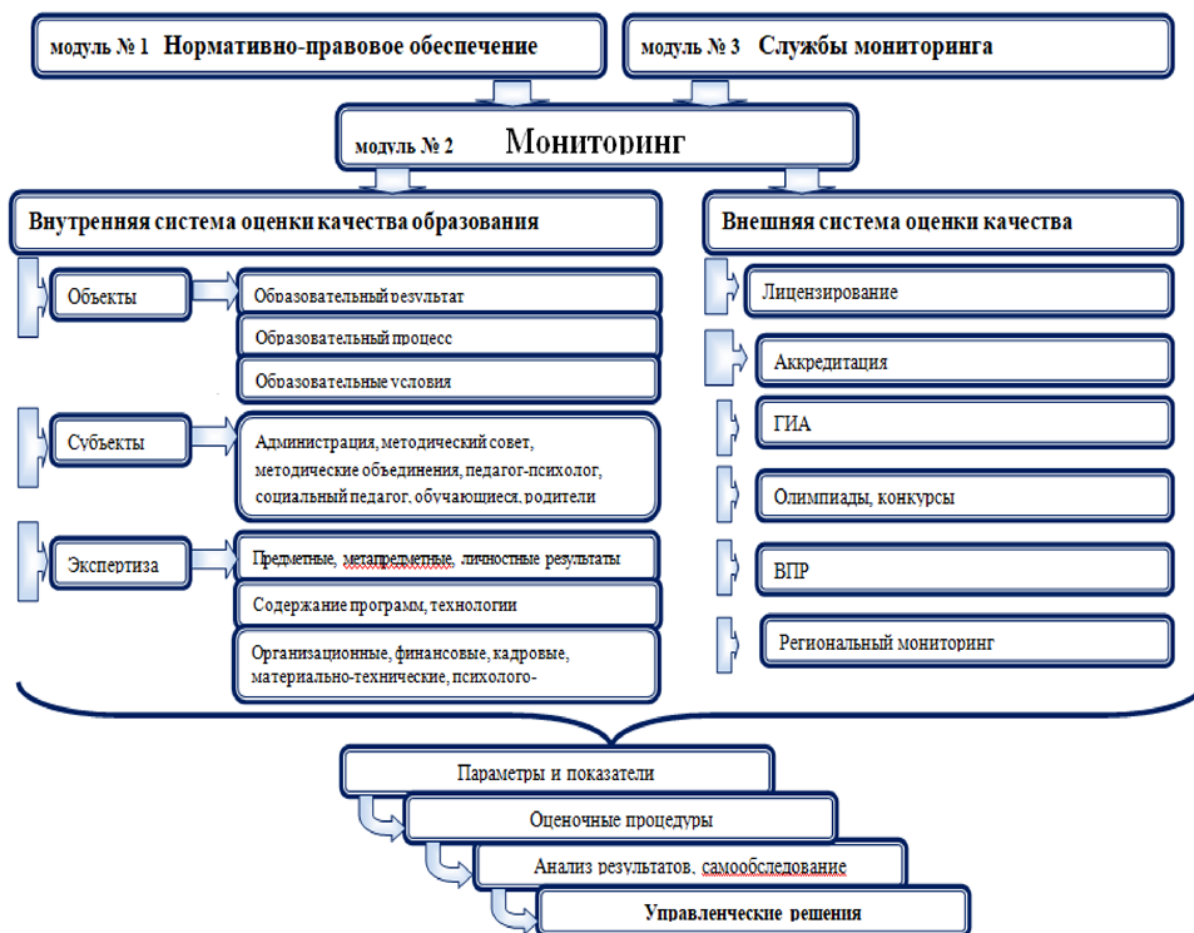 модуль № 1 Нормативно-правовое обеспечение
модуль № 3 Службы мониторинга
модуль № 2 Мониторинг
Внутренняя система оценки качества образования
Объекты
Образовательный результат
Образовательный процесс
Образовательные условия
Субъекты
Администрация, методический совет,
методические объединения, педагог-психолог,
социальный педагог, обучающиеся, родители
Экспертиза
Предметные, метапредметные, личностные результаты
Содержание программ, технологии
Организационные, финансовые, кадровые,
материально-технические, психолого-
Внешняя система оценки качества
Лицензирование
Аккредитация
ГИА
Олимпиады, конкурсы
ВПР
Региональный мониторинг
Параметры и показатели
Оценочные процедуры
Анализ результатов, самообследование
Управленческие решения